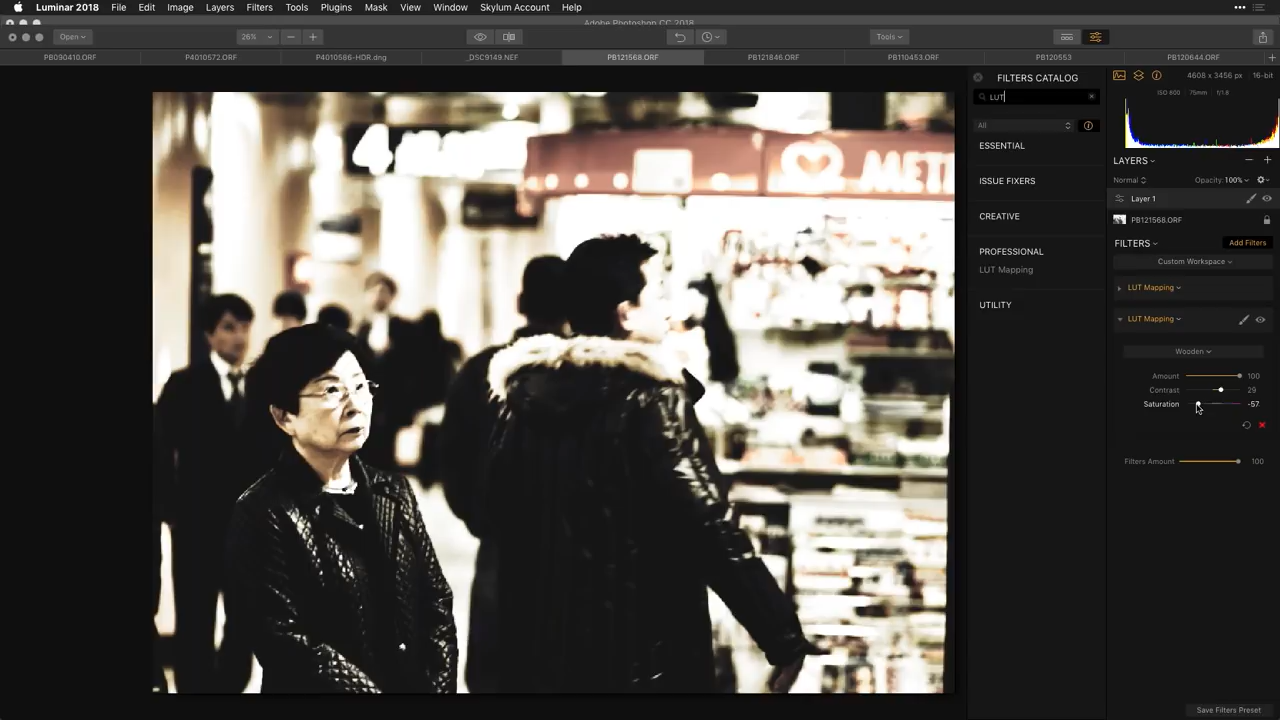 Luminar 2018 File Edit Image Layers Filters Tools Plugins Mask View Window Skylum Account Help
Adobe Photoshop CC 2018
Open 26% Tools
PB090410.ORF P4010572.ORF P4010586-HDR.dng _DSC9149.NEF PB121568.ORF PB121846.ORF PB110453.ORF PB120553 PB120644.ORF
FILTERS CATALOG
LUT
All
ESSENTIAL
ISSUE FIXERS
CREATIVE
PROFESSIONAL
LUT Mapping
UTILITY
4608 x 3456 px 16-bit
ISO 800 75mm f/1.8
LAYERS
Normal Opacity: 100%
Layer 1
PB121568.ORF
FILTERS Add Filters
Custom Workspace
LUT Mapping
LUT Mapping
Wooden
Amount 100
Contrast 29
Saturation -57
Filters Amount 100
Save Filters Preset
4
METR